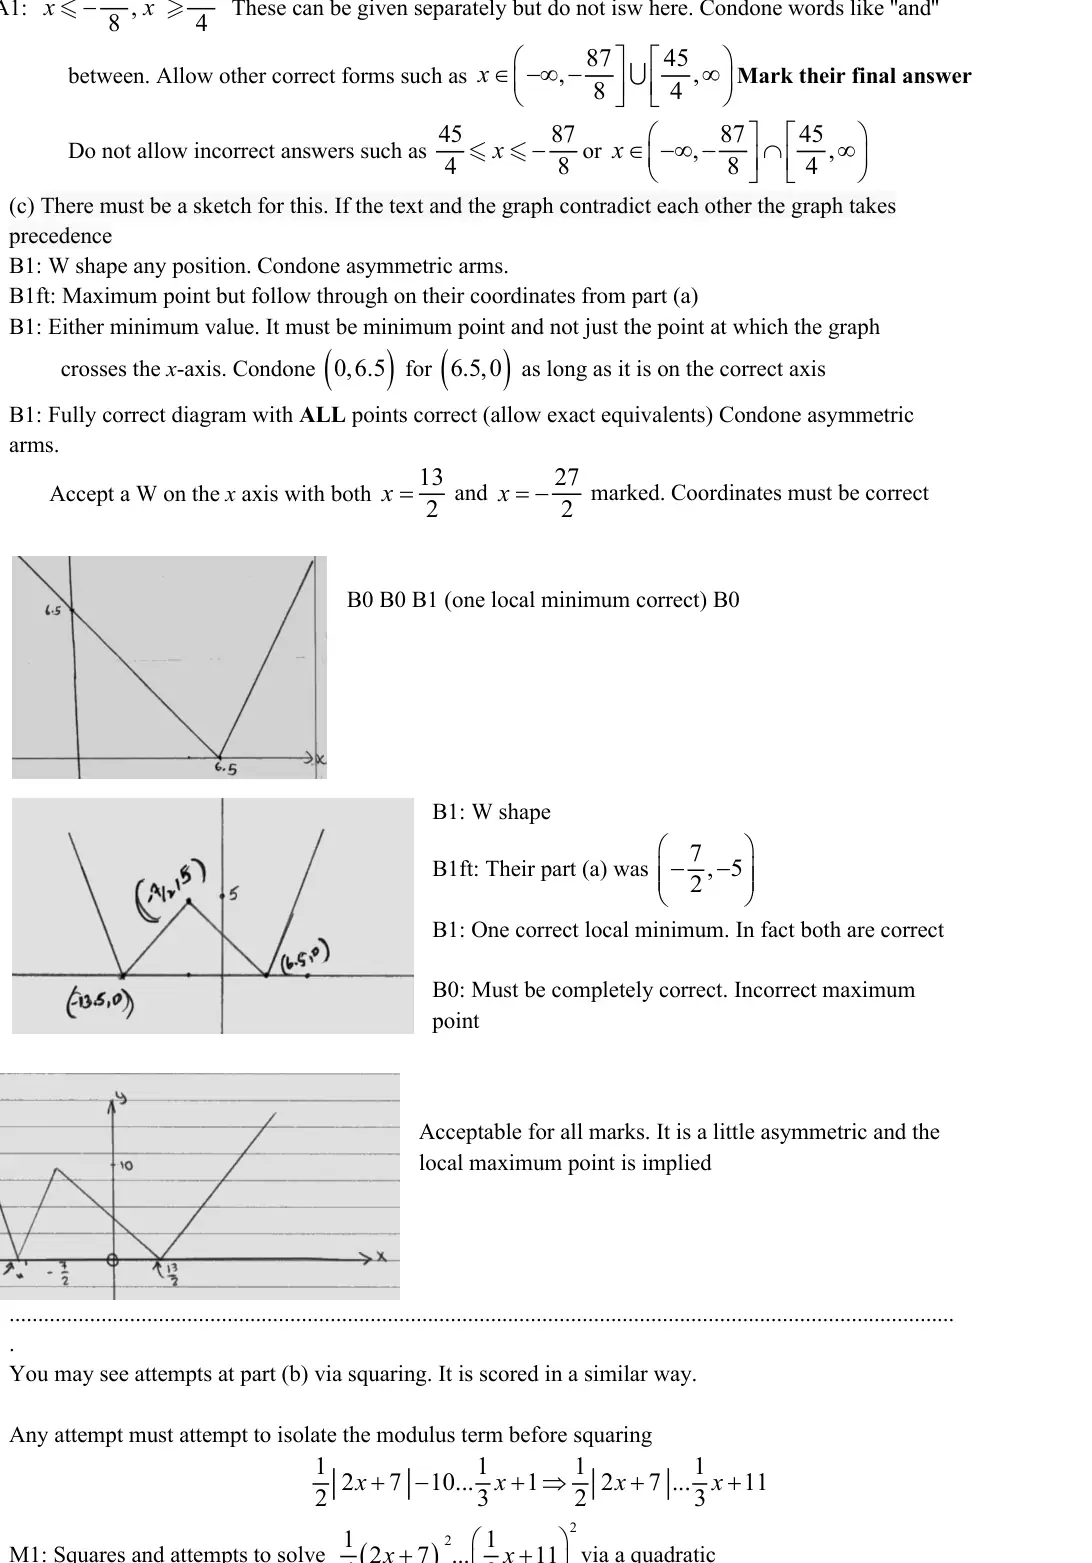 A1: x ⩽ −—/8, x ⩾ —/4 These can be given separately but do not isw here. Condone words like "and"
between. Allow other correct forms such as x ∈ (−∞, −87/8] ∪ [45/4, ∞) Mark their final answer
Do not allow incorrect answers such as 45/4 ⩽ x ⩽ −87/8 or x ∈ (−∞, −87/8] ∩ [45/4, ∞)
(c) There must be a sketch for this. If the text and the graph contradict each other the graph takes
precedence
B1: W shape any position. Condone asymmetric arms.
B1ft: Maximum point but follow through on their coordinates from part (a)
B1: Either minimum value. It must be minimum point and not just the point at which the graph
crosses the x-axis. Condone (0,6.5) for (6.5,0) as long as it is on the correct axis
B1: Fully correct diagram with ALL points correct (allow exact equivalents) Condone asymmetric
arms.
Accept a W on the x axis with both x = 13/2 and x = −27/2 marked. Coordinates must be correct
6.5
B0 B0 B1 (one local minimum correct) B0
x
6.5
B1: W shape
B1ft: Their part (a) was (−7/2, −5)
5
B1: One correct local minimum. In fact both are correct
(6.5,0)
(-13.5,0)
B0: Must be completely correct. Incorrect maximum
point
y
10
Acceptable for all marks. It is a little asymmetric and the
local maximum point is implied
x
-7/2
13/2
.
You may see attempts at part (b) via squaring. It is scored in a similar way.
Any attempt must attempt to isolate the modulus term before squaring
1/2|2x+7|−10...1/3x+1 ⇒ 1/2|2x+7|...1/3x+11
M1: Squares and attempts to solve 1/ (2x+7)²...(1/ x+11)² via a quadratic